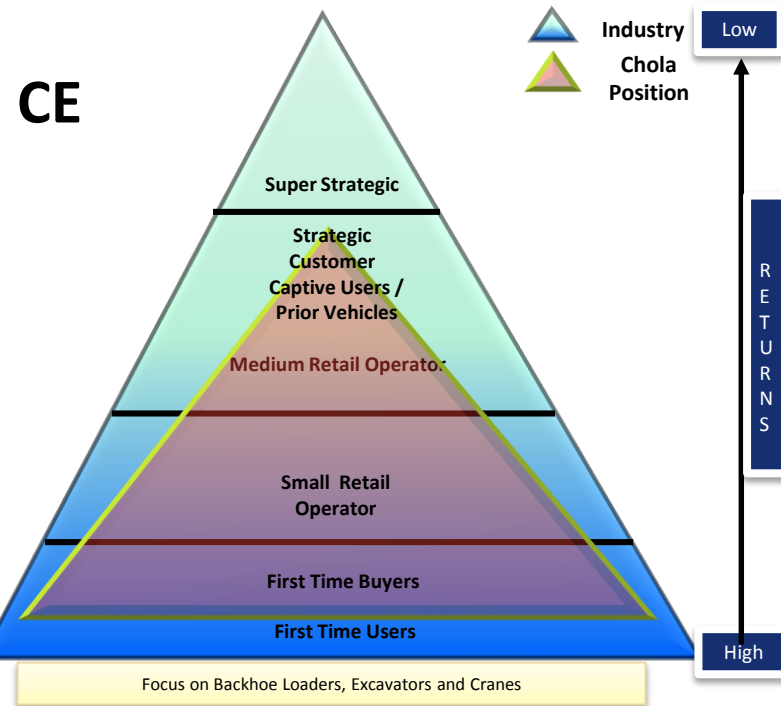 CE
Industry
Chola
Position
Low
Super Strategic
Strategic
Customer
Captive Users /
Prior Vehicles
Medium Retail Operator
Small Retail
Operator
First Time Buyers
First Time Users
RETURNS
High
Focus on Backhoe Loaders, Excavators and Cranes